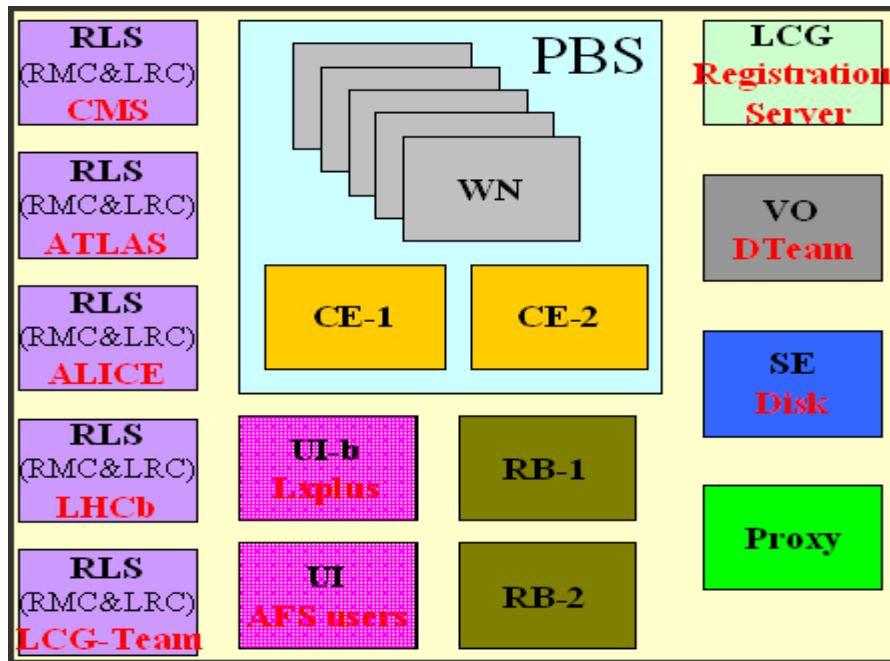 RLS
(RMC&LRC)
CMS
RLS
(RMC&LRC)
ATLAS
RLS
(RMC&LRC)
ALICE
RLS
(RMC&LRC)
LHCb
RLS
(RMC&LRC)
LCG-Team
PBS
WN
CE-1
CE-2
UI-b
Lxplus
RB-1
UI
AFS users
RB-2
LCG
Registration
Server
VO
DTeam
SE
Disk
Proxy